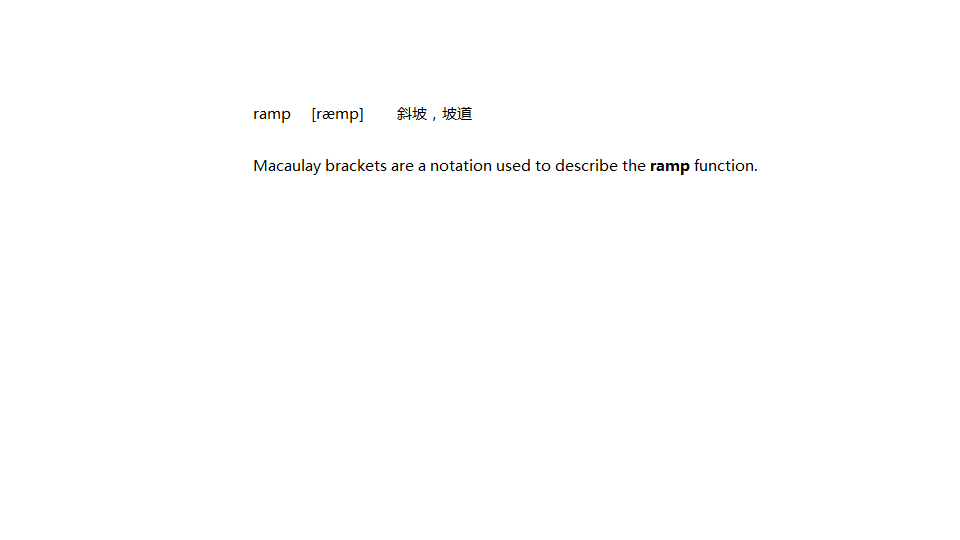 ramp [ræmp] 斜坡，坡道
Macaulay brackets are a notation used to describe the ramp function.